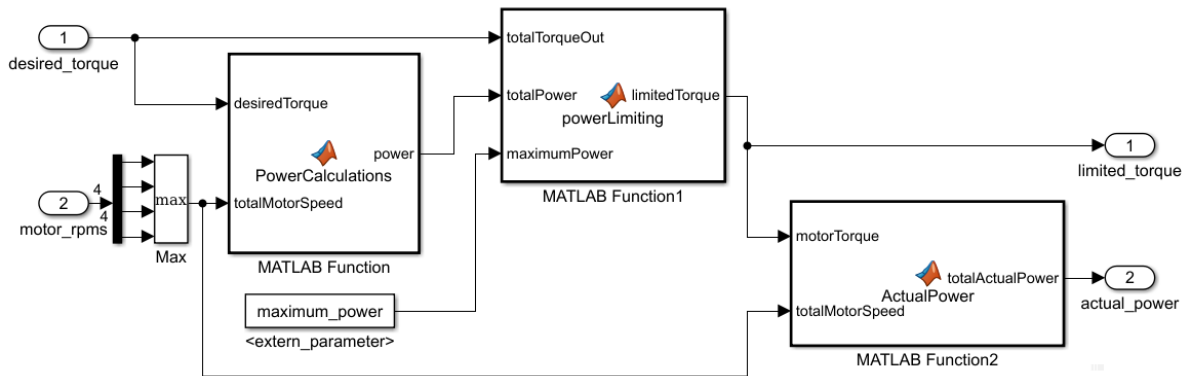 1
desired_torque
2
motor_rpms
4
4
max
Max
desiredTorque
totalMotorSpeed
PowerCalculations
power
MATLAB Function
maximum_power
<extern_parameter>
totalTorqueOut
totalPower
maximumPower
powerLimiting
limitedTorque
MATLAB Function1
motorTorque
totalMotorSpeed
ActualPower
totalActualPower
MATLAB Function2
1
limited_torque
2
actual_power